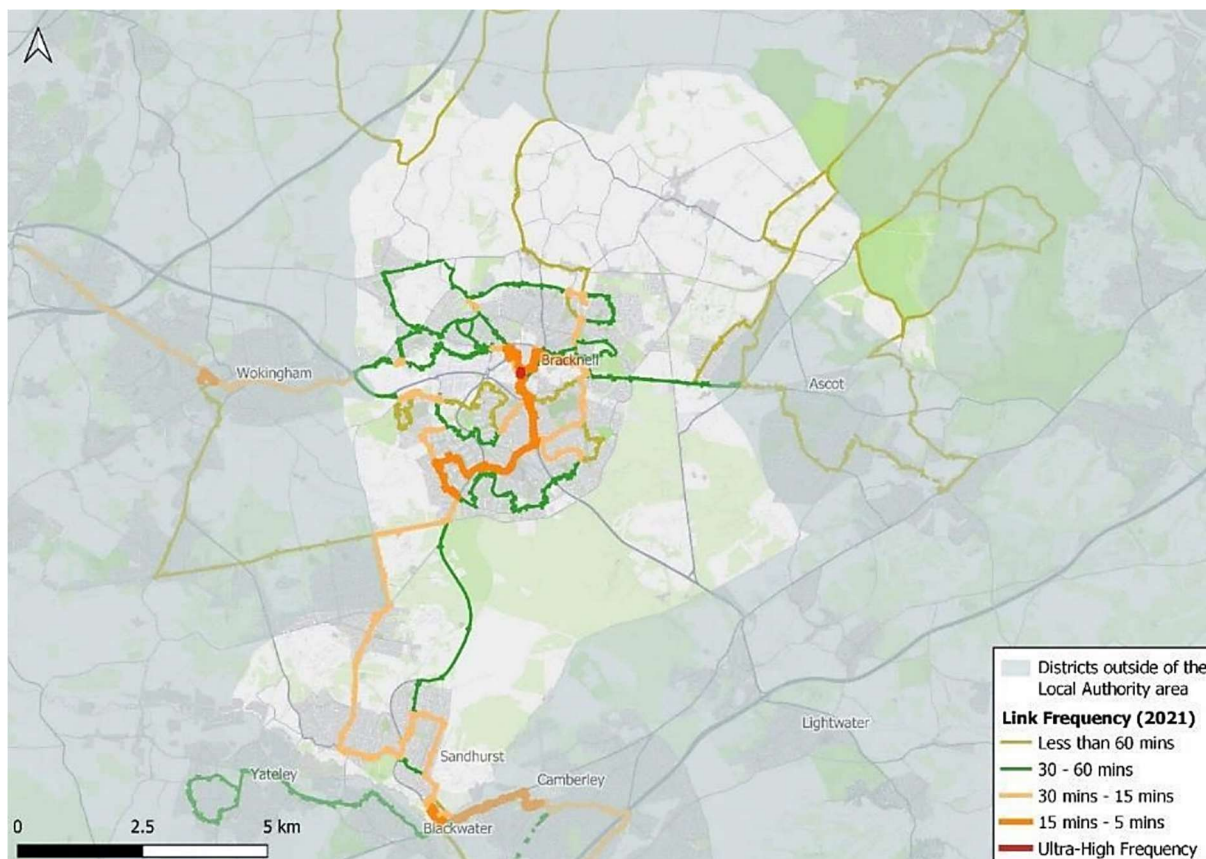 Bracknell
Wokingham
Ascot
Sandhurst
Lightwater
Camberley
Yateley
Blackwater
0 2.5 5 km
Districts outside of the
Local Authority area
Link Frequency (2021)
Less than 60 mins
30 - 60 mins
30 mins - 15 mins
15 mins - 5 mins
Ultra-High Frequency